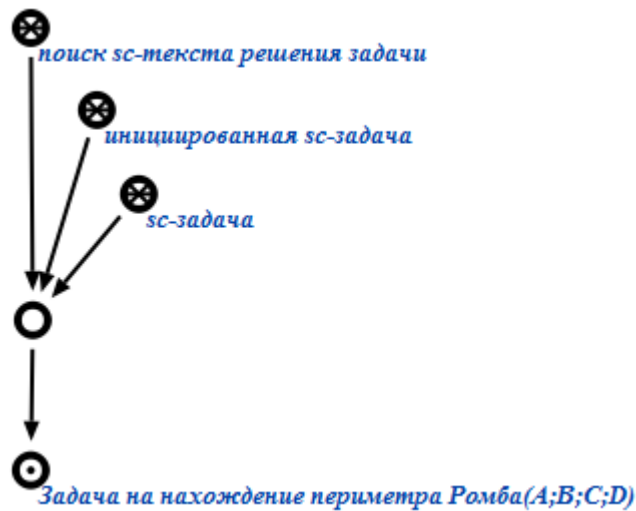 поиск sc-текста решения задачи
инициированная sc-задача
sc-задача
Задача на нахождение периметра Ромба(A;B;C;D)